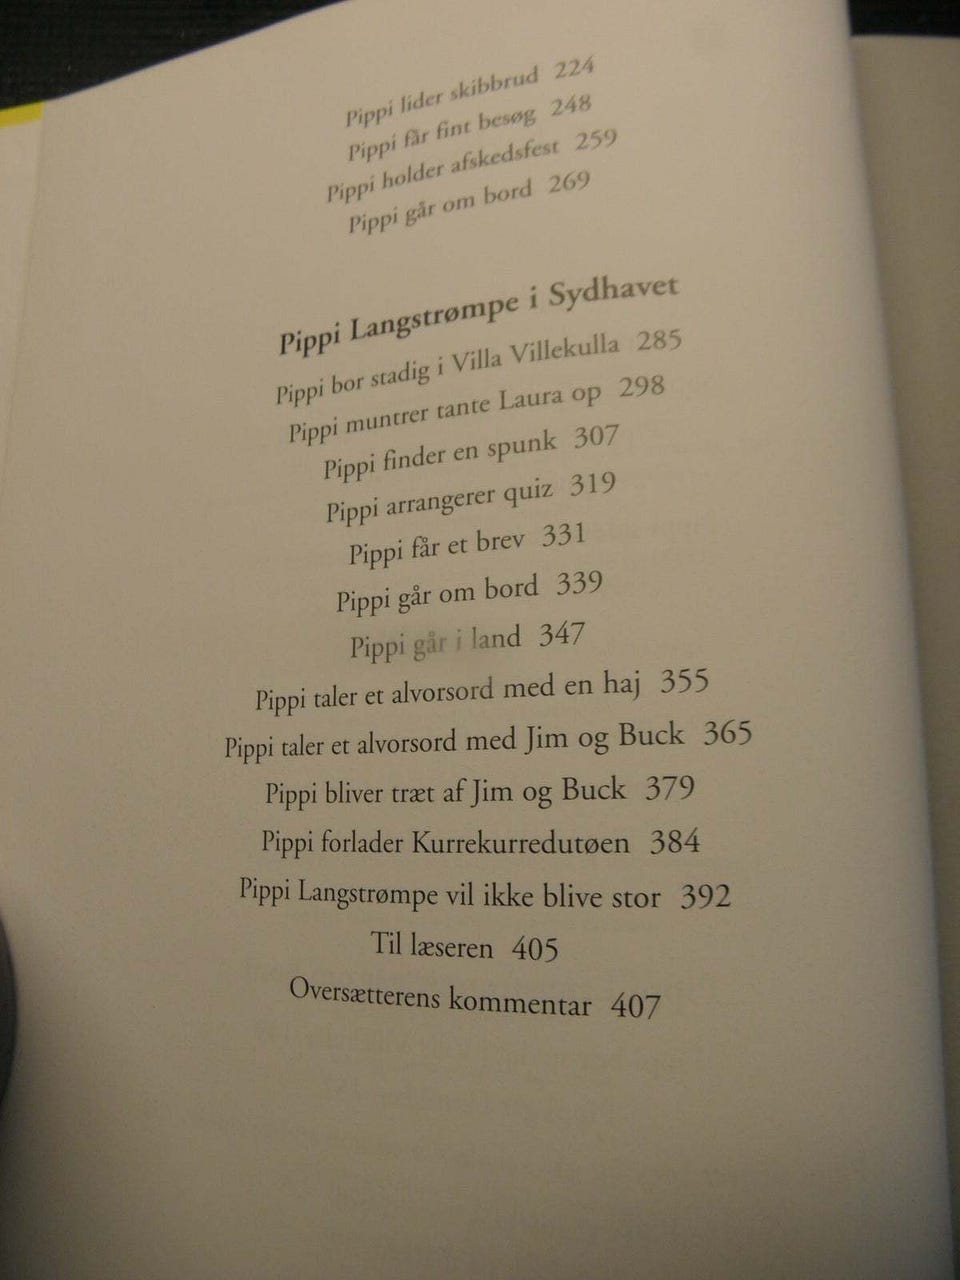 Pippi lider skibbrud 224
Pippi får fint besøg 248
Pippi holder afskedsfest 259
Pippi går om bord 269
Pippi Langstrømpe i Sydhavet
Pippi bor stadig i Villa Villekulla 285
Pippi muntrer tante Laura op 298
Pippi finder en spunk 307
Pippi arrangerer quiz 319
Pippi får et brev 331
Pippi går om bord 339
Pippi går i land 347
Pippi taler et alvorsord med en haj 355
Pippi taler et alvorsord med Jim og Buck 365
Pippi bliver træt af Jim og Buck 379
Pippi forlader Kurrekurredutøen 384
Pippi Langstrømpe vil ikke blive stor 392
Til læseren 405
Oversætterens kommentar 407